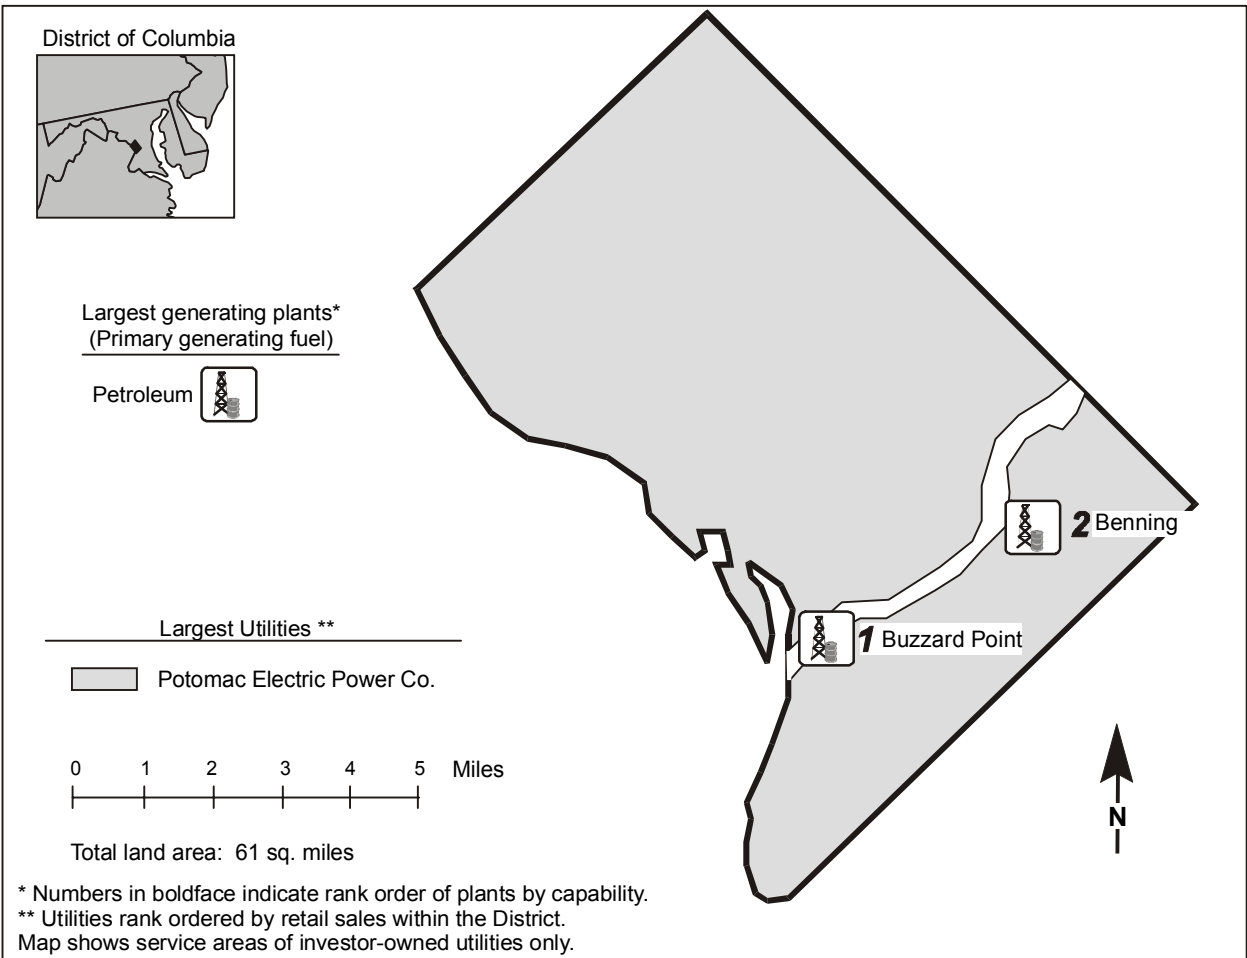 District of Columbia
Largest generating plants*
(Primary generating fuel)
Petroleum
2 Benning
1 Buzzard Point
Largest Utilities **
Potomac Electric Power Co.
0 1 2 3 4 5 Miles
N
Total land area: 61 sq. miles
* Numbers in boldface indicate rank order of plants by capability.
** Utilities rank ordered by retail sales within the District.
Map shows service areas of investor-owned utilities only.